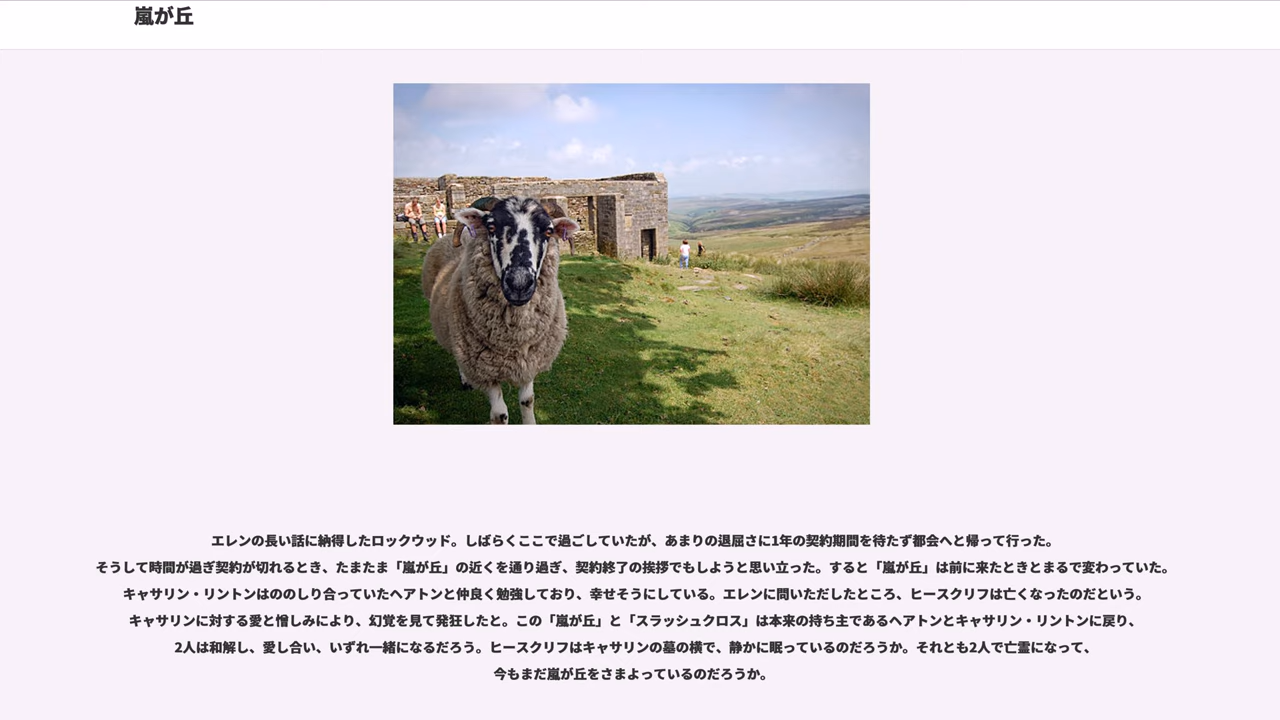 嵐が丘
エレンの長い話に納得したロックウッド。しばらくここで過ごしていたが、あまりの退屈さに1年の契約期間を待たず都会へと帰って行った。
そうして時間が過ぎ契約が切れるとき、たまたま「嵐が丘」の近くを通り過ぎ、契約終了の挨拶でもしようと思い立った。すると「嵐が丘」は前に来たときとまるで変わっていた。
キャサリン・リントンはののしり合っていたヘアトンと仲良く勉強しており、幸せそうにしている。エレンに問いただしたところ、ヒースクリフは亡くなったのだという。
キャサリンに対する愛と憎しみにより、幻覚を見て発狂したと。この「嵐が丘」と「スラッシュクロス」は本来の持ち主であるヘアトンとキャサリン・リントンに戻り、
2人は和解し、愛し合い、いずれ一緒になるだろう。ヒースクリフはキャサリンの墓の横で、静かに眠っているのだろうか。それとも2人で亡霊になって、
今もまだ嵐が丘をさまよっているのだろうか。